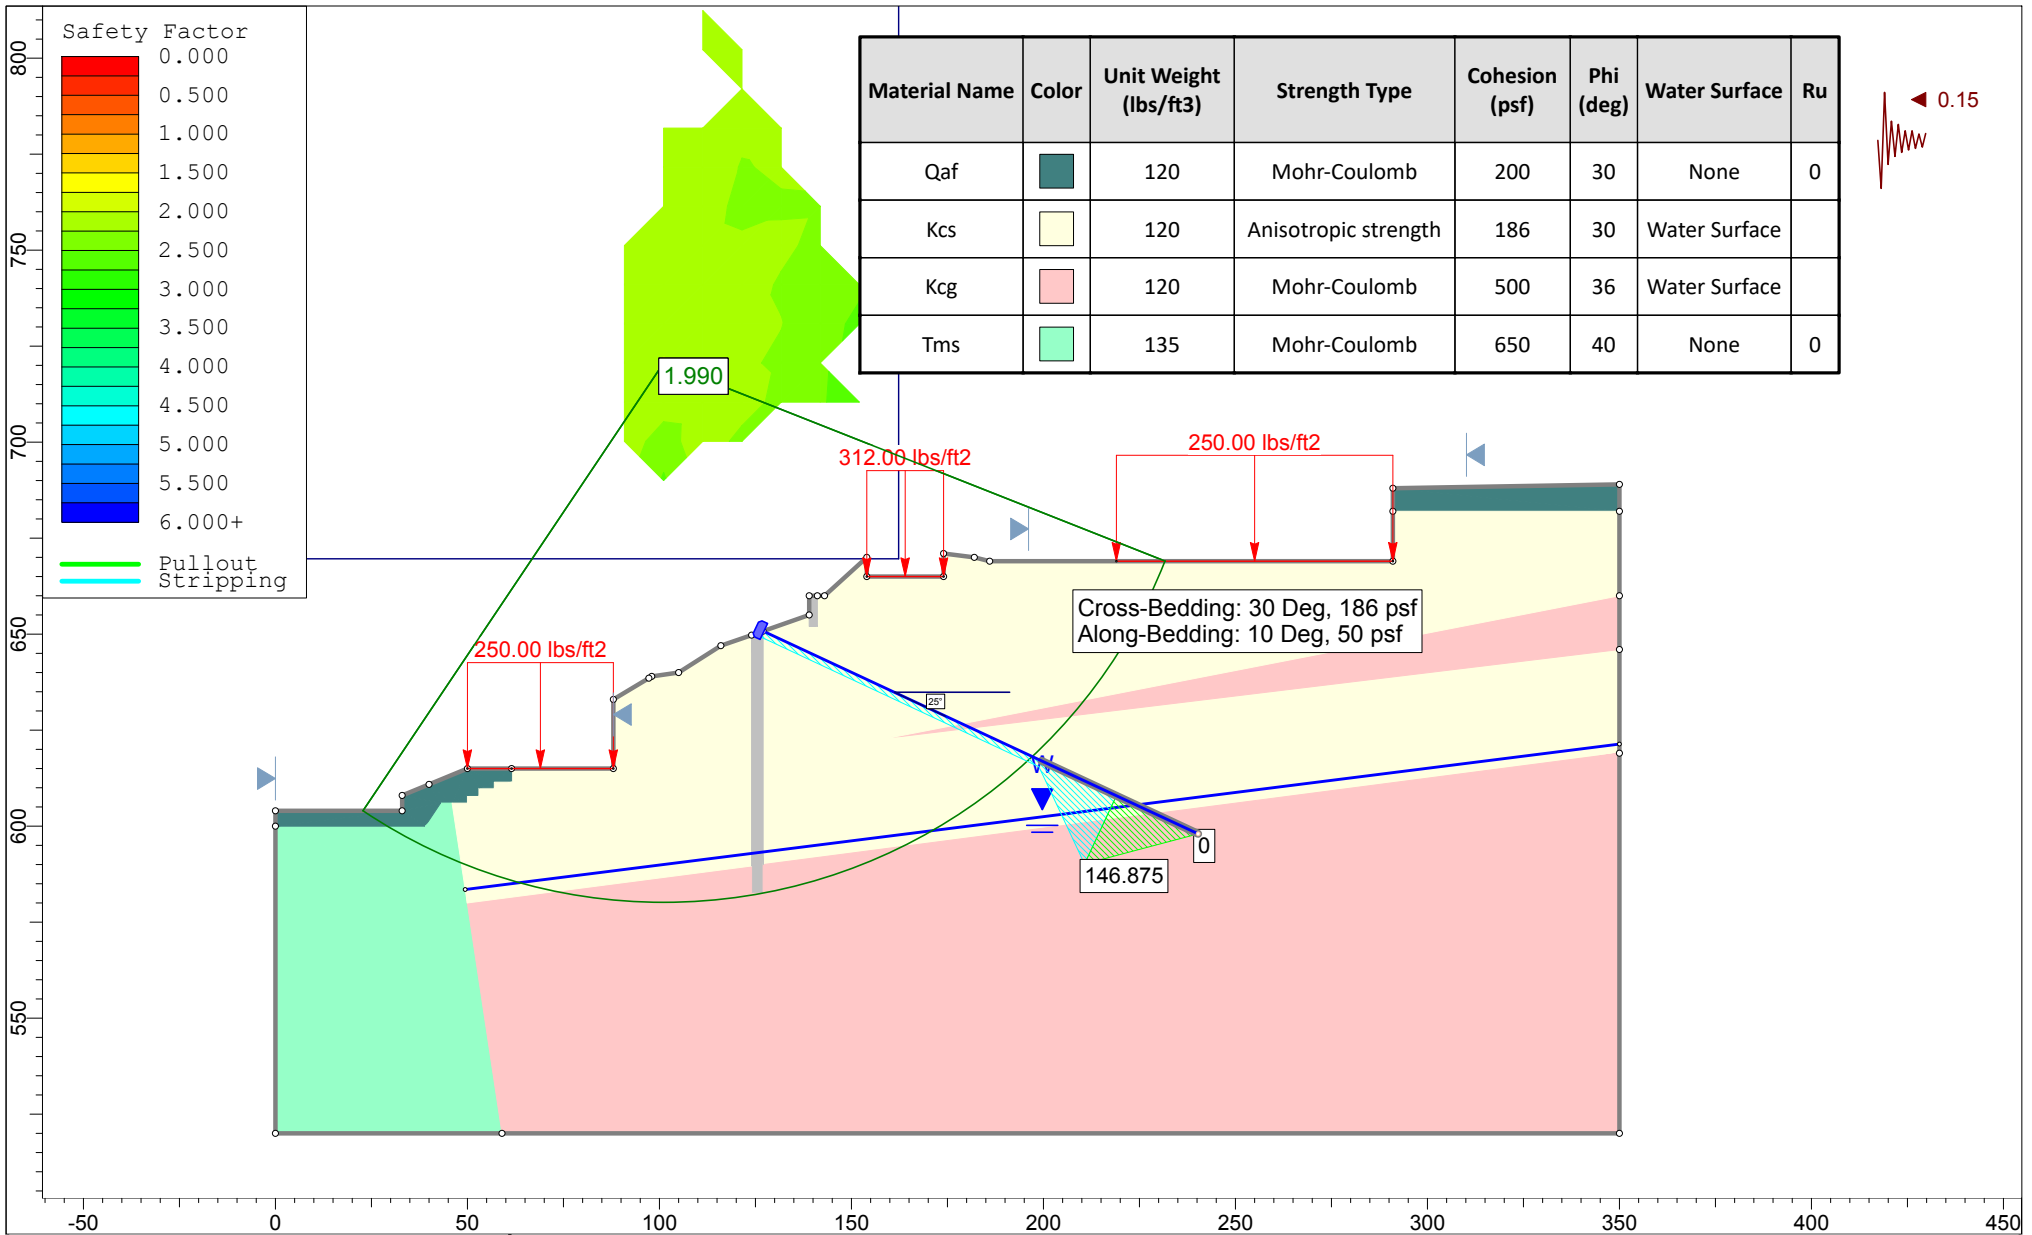 Safety Factor
0.000
0.500
1.000
1.500
2.000
2.500
3.000
3.500
4.000
4.500
5.000
5.500
6.000+
Pullout
Stripping
Material Name Color Unit Weight (lbs/ft3) Strength Type Cohesion (psf) Phi (deg) Water Surface Ru
Qaf 120 Mohr-Coulomb 200 30 None 0
Kcs 120 Anisotropic strength 186 30 Water Surface
Kcg 120 Mohr-Coulomb 500 36 Water Surface
Tms 135 Mohr-Coulomb 650 40 None 0
0.15
1.990
312.00 lbs/ft2
250.00 lbs/ft2
250.00 lbs/ft2
Cross-Bedding: 30 Deg, 186 psf
Along-Bedding: 10 Deg, 50 psf
25°
W
0
146.875
800
750
700
650
600
550
-50 0 50 100 150 200 250 300 350 400 450